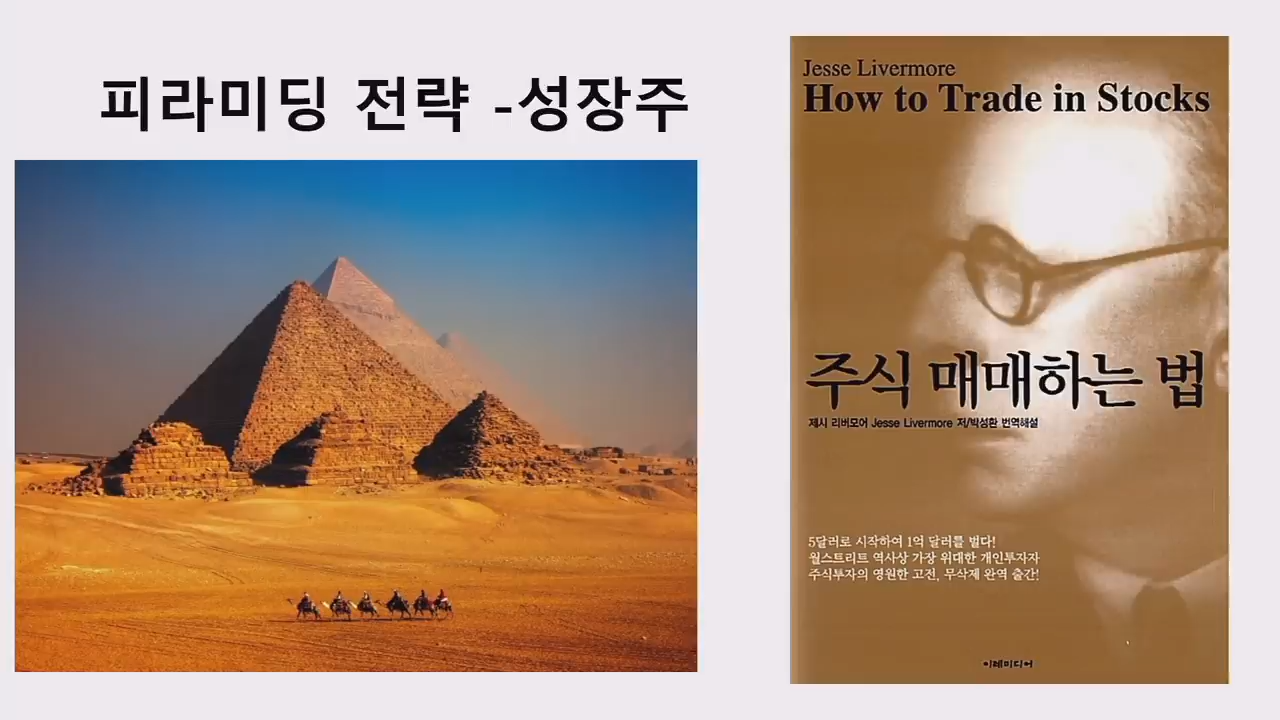 피라미딩 전략 -성장주
Jesse Livermore
How to Trade in Stocks
주식 매매하는 법
제시 리버모어 Jesse Livermore 저/박성환 번역해설
5달러로 시작하여 1억 달러를 벌다!
월스트리트 역사상 가장 위대한 개인투자자
주식투자의 영원한 고전, 무삭제 완역 출간!
이레미디어